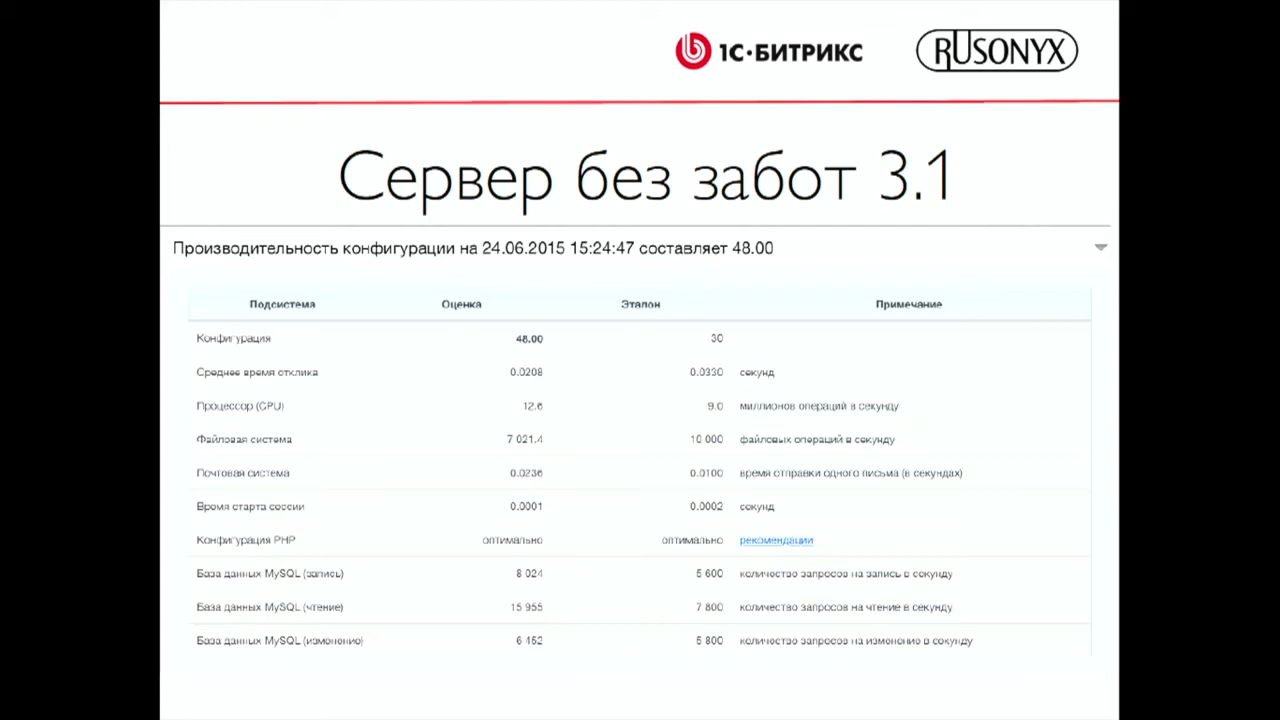 1С·БИТРИКС RUSONYX
Сервер без забот 3.1
Производительность конфигурации на 24.06.2015 15:24:47 составляет 48.00
Подсистема Оценка Эталон Примечание
Конфигурация 48.00 30
Среднее время отклика 0.0208 0.0330 секунд
Процессор (CPU) 12.6 9.0 миллионов операций в секунду
Файловая система 7 021.4 10 000 файловых операций в секунду
Почтовая система 0.0236 0.0100 время отправки одного письма (в секундах)
Время старта сессии 0.0001 0.0002 секунд
Конфигурация PHP оптимально оптимально рекомендации
База данных MySQL (запись) 8 024 5 600 количество запросов на запись в секунду
База данных MySQL (чтение) 15 955 7 800 количество запросов на чтение в секунду
База данных MySQL (изменение) 6 452 5 800 количество запросов на изменение в секунду